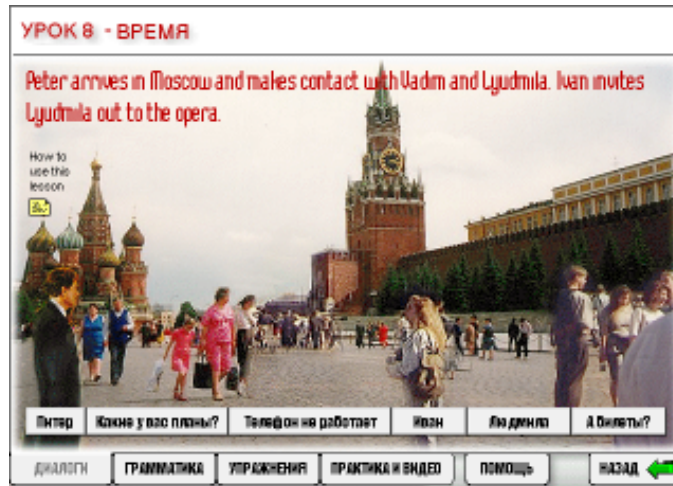 УРОК 8 - ВРЕМЯ
Peter arrives in Moscow and makes contact with Vadim and Lyudmila. Ivan invites
Lyudmila out to the opera.
How to
use this
lesson
Питер Какие у вас планы? Телефон не работает Иван Людмила А билеты?
ДИАЛОГИ ГРАММАТИКА УПРАЖНЕНИЯ ПРАКТИКА И ВИДЕО ПОМОЩЬ НАЗАД